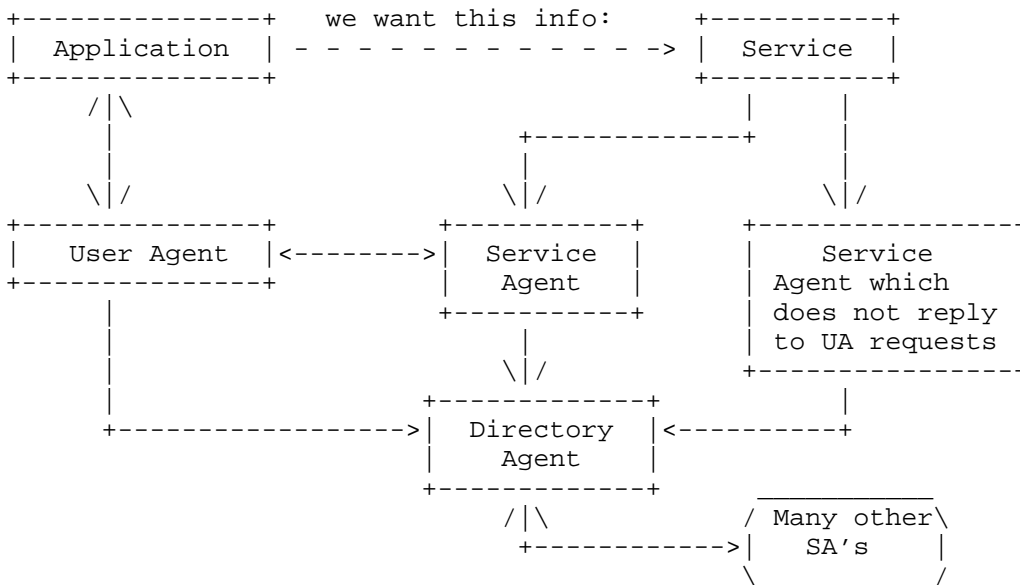 we want this info:
Application
Service
User Agent
Service
Agent
Service
Agent which
does not reply
to UA requests
Directory
Agent
Many other
SA's